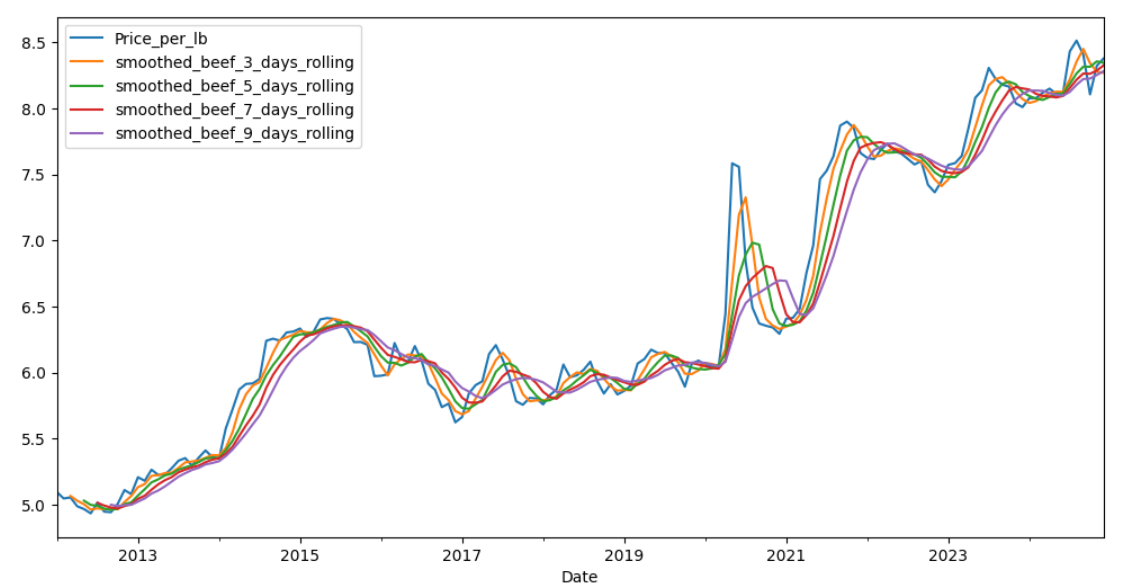 Price_per_lb
smoothed_beef_3_days_rolling
smoothed_beef_5_days_rolling
smoothed_beef_7_days_rolling
smoothed_beef_9_days_rolling
8.5
8.0
7.5
7.0
6.5
6.0
5.5
5.0
2013 2015 2017 2019 2021 2023
Date